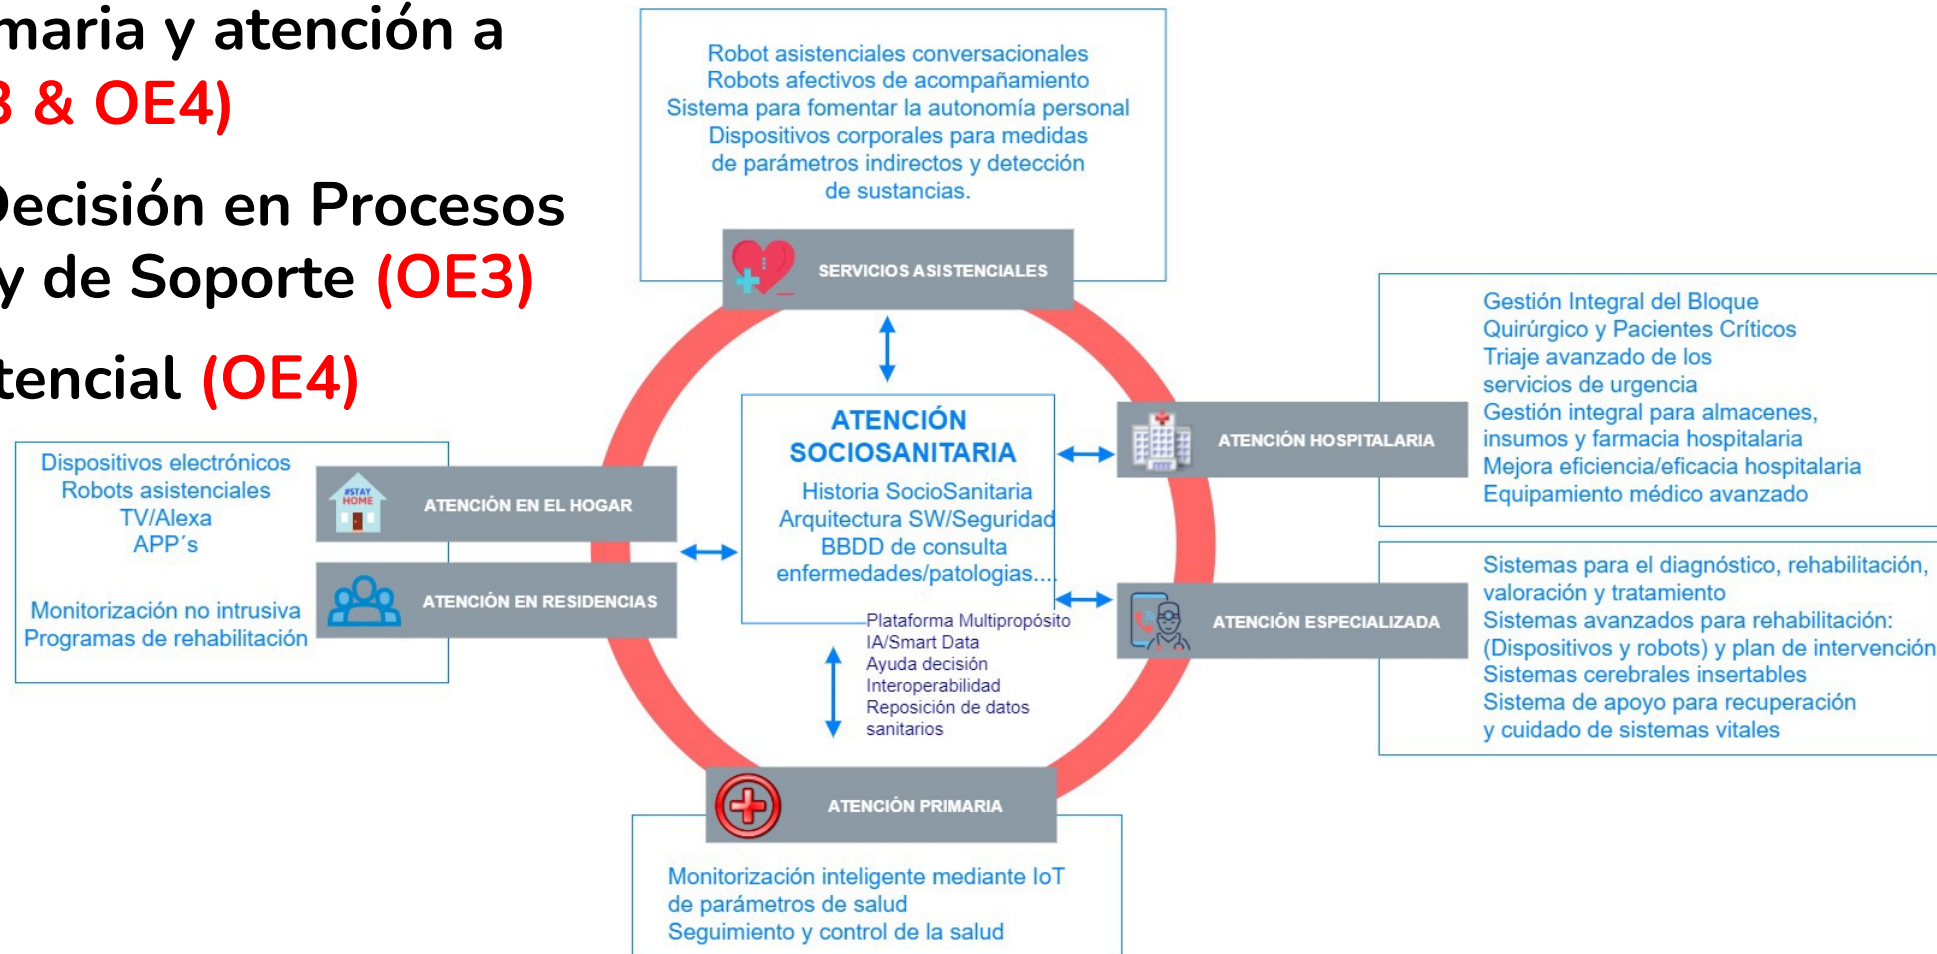 maria y atención a
3 & OE4)
Decisión en Procesos
y de Soporte (OE3)
tencial (OE4)
Robot asistenciales conversacionales
Robots afectivos de acompañamiento
Sistema para fomentar la autonomía personal
Dispositivos corporales para medidas
de parámetros indirectos y detección
de sustancias.
SERVICIOS ASISTENCIALES
Gestión Integral del Bloque
Quirúrgico y Pacientes Críticos
Triaje avanzado de los
servicios de urgencia
Gestión integral para almacenes,
insumos y farmacia hospitalaria
Mejora eficiencia/eficacia hospitalaria
Equipamiento médico avanzado
ATENCIÓN HOSPITALARIA
ATENCIÓN
SOCIOSANITARIA
Historia SocioSanitaria
Arquitectura SW/Seguridad
BBDD de consulta
enfermedades/patologias....
Plataforma Multipropósito
IA/Smart Data
Ayuda decisión
Interoperabilidad
Reposición de datos
sanitarios
Dispositivos electrónicos
Robots asistenciales
TV/Alexa
APP´s
Monitorización no intrusiva
Programas de rehabilitación
#STAY
HOME
ATENCIÓN EN EL HOGAR
ATENCIÓN EN RESIDENCIAS
Sistemas para el diagnóstico, rehabilitación,
valoración y tratamiento
Sistemas avanzados para rehabilitación:
(Dispositivos y robots) y plan de intervención
Sistemas cerebrales insertables
Sistema de apoyo para recuperación
y cuidado de sistemas vitales
ATENCIÓN ESPECIALIZADA
ATENCIÓN PRIMARIA
Monitorización inteligente mediante IoT
de parámetros de salud
Seguimiento y control de la salud